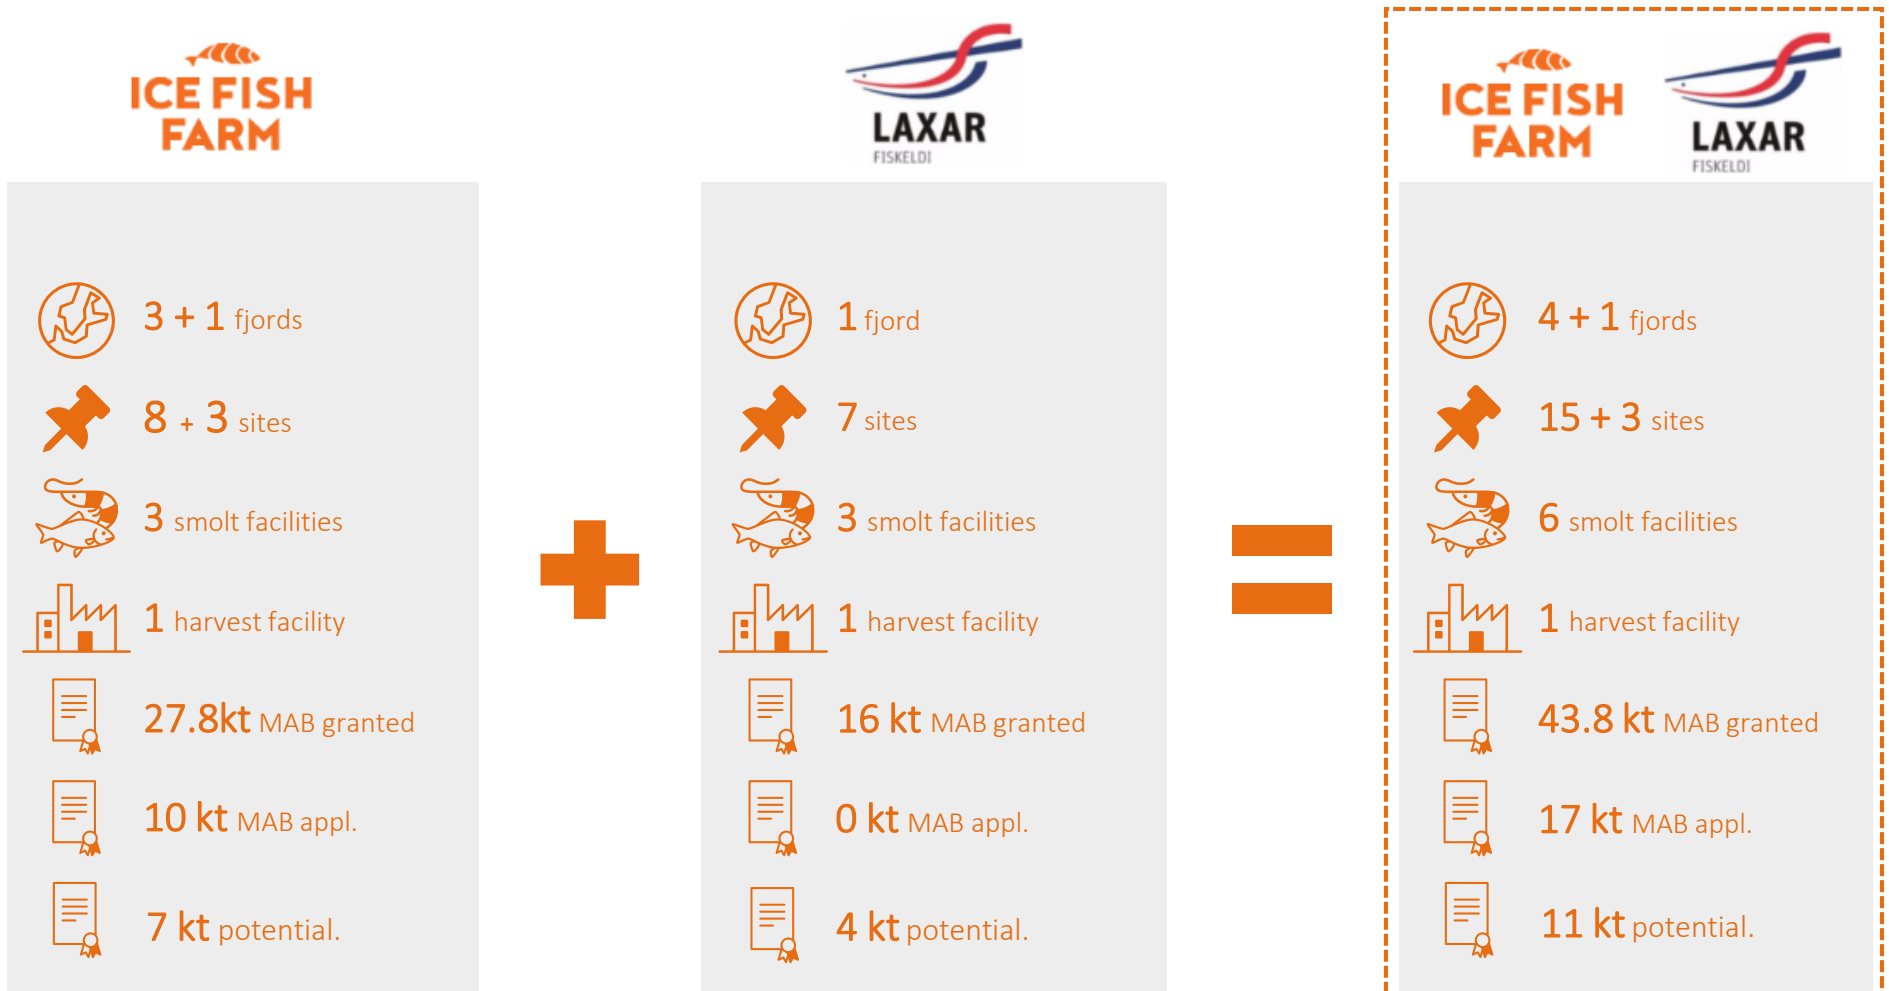 ICE FISH
FARM
3 + 1 fjords
8 + 3 sites
3 smolt facilities
1 harvest facility
27.8kt MAB granted
10 kt MAB appl.
7 kt potential.
LAXAR
FISKELDI
1 fjord
7 sites
3 smolt facilities
1 harvest facility
16 kt MAB granted
0 kt MAB appl.
4 kt potential.
ICE FISH
FARM
LAXAR
FISKELDI
4 + 1 fjords
15 + 3 sites
6 smolt facilities
1 harvest facility
43.8 kt MAB granted
17 kt MAB appl.
11 kt potential.